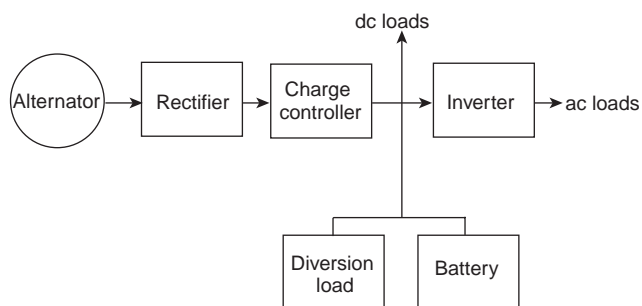 dc loads
Alternator
Rectifier
Charge
controller
Inverter
ac loads
Diversion
load
Battery